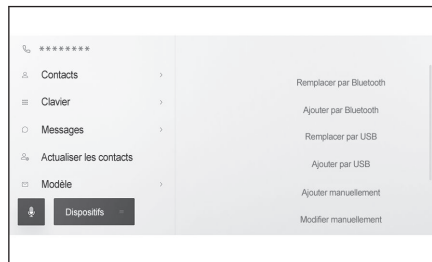 ********
Contacts
Clavier
Messages
Actualiser les contacts
Modèle
Dispositifs
Remplacer par Bluetooth
Ajouter par Bluetooth
Remplacer par USB
Ajouter par USB
Ajouter manuellement
Modifier manuellement